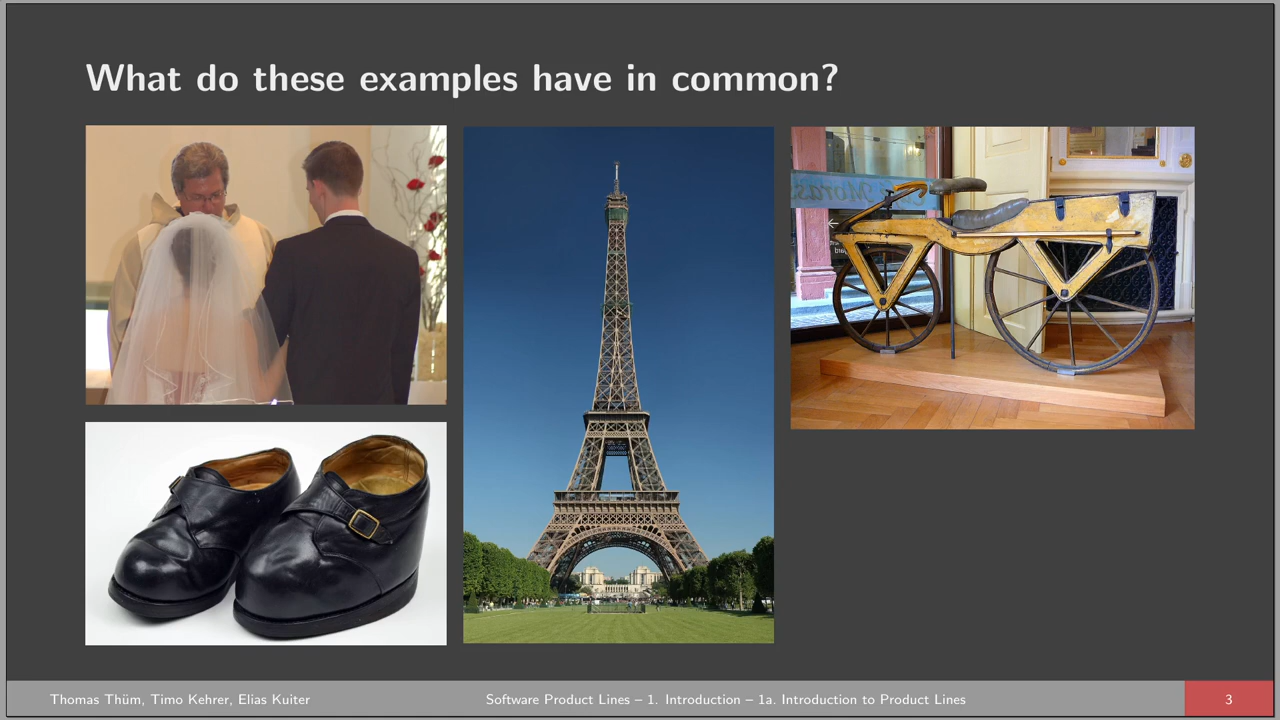 What do these examples have in common?
Thomas Thüm, Timo Kehrer, Elias Kuiter
Software Product Lines – 1. Introduction – 1a. Introduction to Product Lines
3